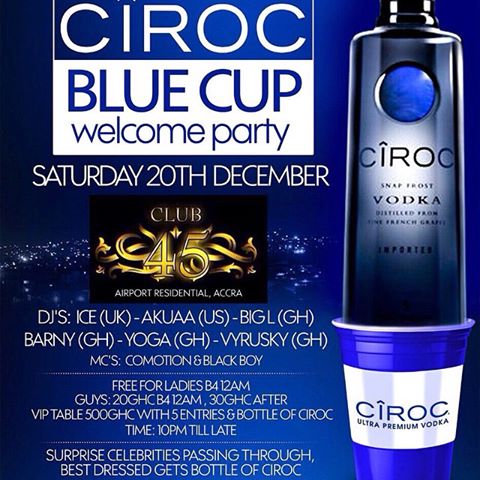 CÎROC
BLUE CUP
welcome party
SATURDAY 20TH DECEMBER
CLUB
45
AIRPORT RESIDENTIAL, ACCRA
DJ'S: ICE (UK) - AKUAA (US) - BIG L (GH)
BARNY (GH) - YOGA (GH) - VYRUSKY (GH)
MC'S: COMOTION & BLACK BOY
FREE FOR LADIES B4 12AM
GUYS: 20GHC B4 12AM , 30GHC AFTER
VIP TABLE 500GHC WITH 5 ENTRIES & BOTTLE OF CIROC
TIME: 10PM TILL LATE
SURPRISE CELEBRITIES PASSING THROUGH,
BEST DRESSED GETS BOTTLE OF CIROC
CÎROC
SNAP FROST
VODKA
DISTILLED FROM
FINE FRENCH GRAPES
IMPORTED
CÎROC
ULTRA PREMIUM VODKA